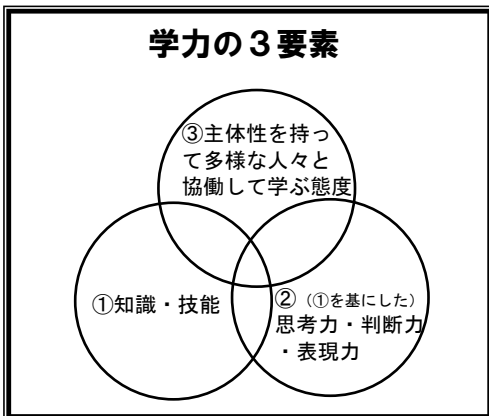 学力の３要素
③主体性を持っ
て多様な人々と
協働して学ぶ態度
①知識・技能
②（①を基にした）
思考力・判断力
・表現力